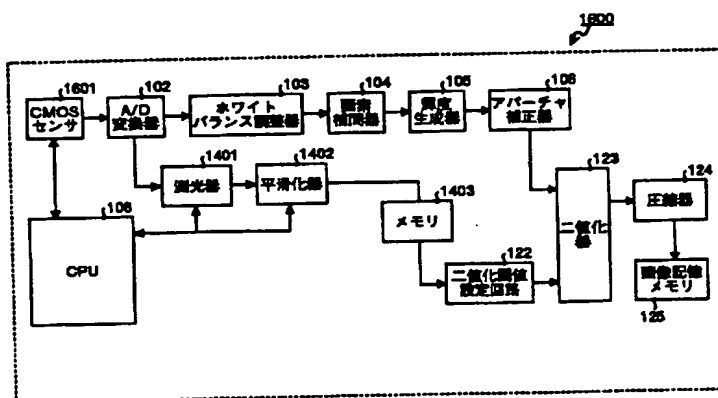 1600
1601
CMOS
センサ
102
A/D
変換器
103
ホワイト
バランス調整器
104
画素
補間器
105
輝度
生成器
106
アパーチャ
補正器
1401
測光器
1402
平滑化器
1403
メモリ
108
CPU
122
二値化閾値
設定回路
123
二値化
器
124
圧縮器
画像記憶
メモリ
125